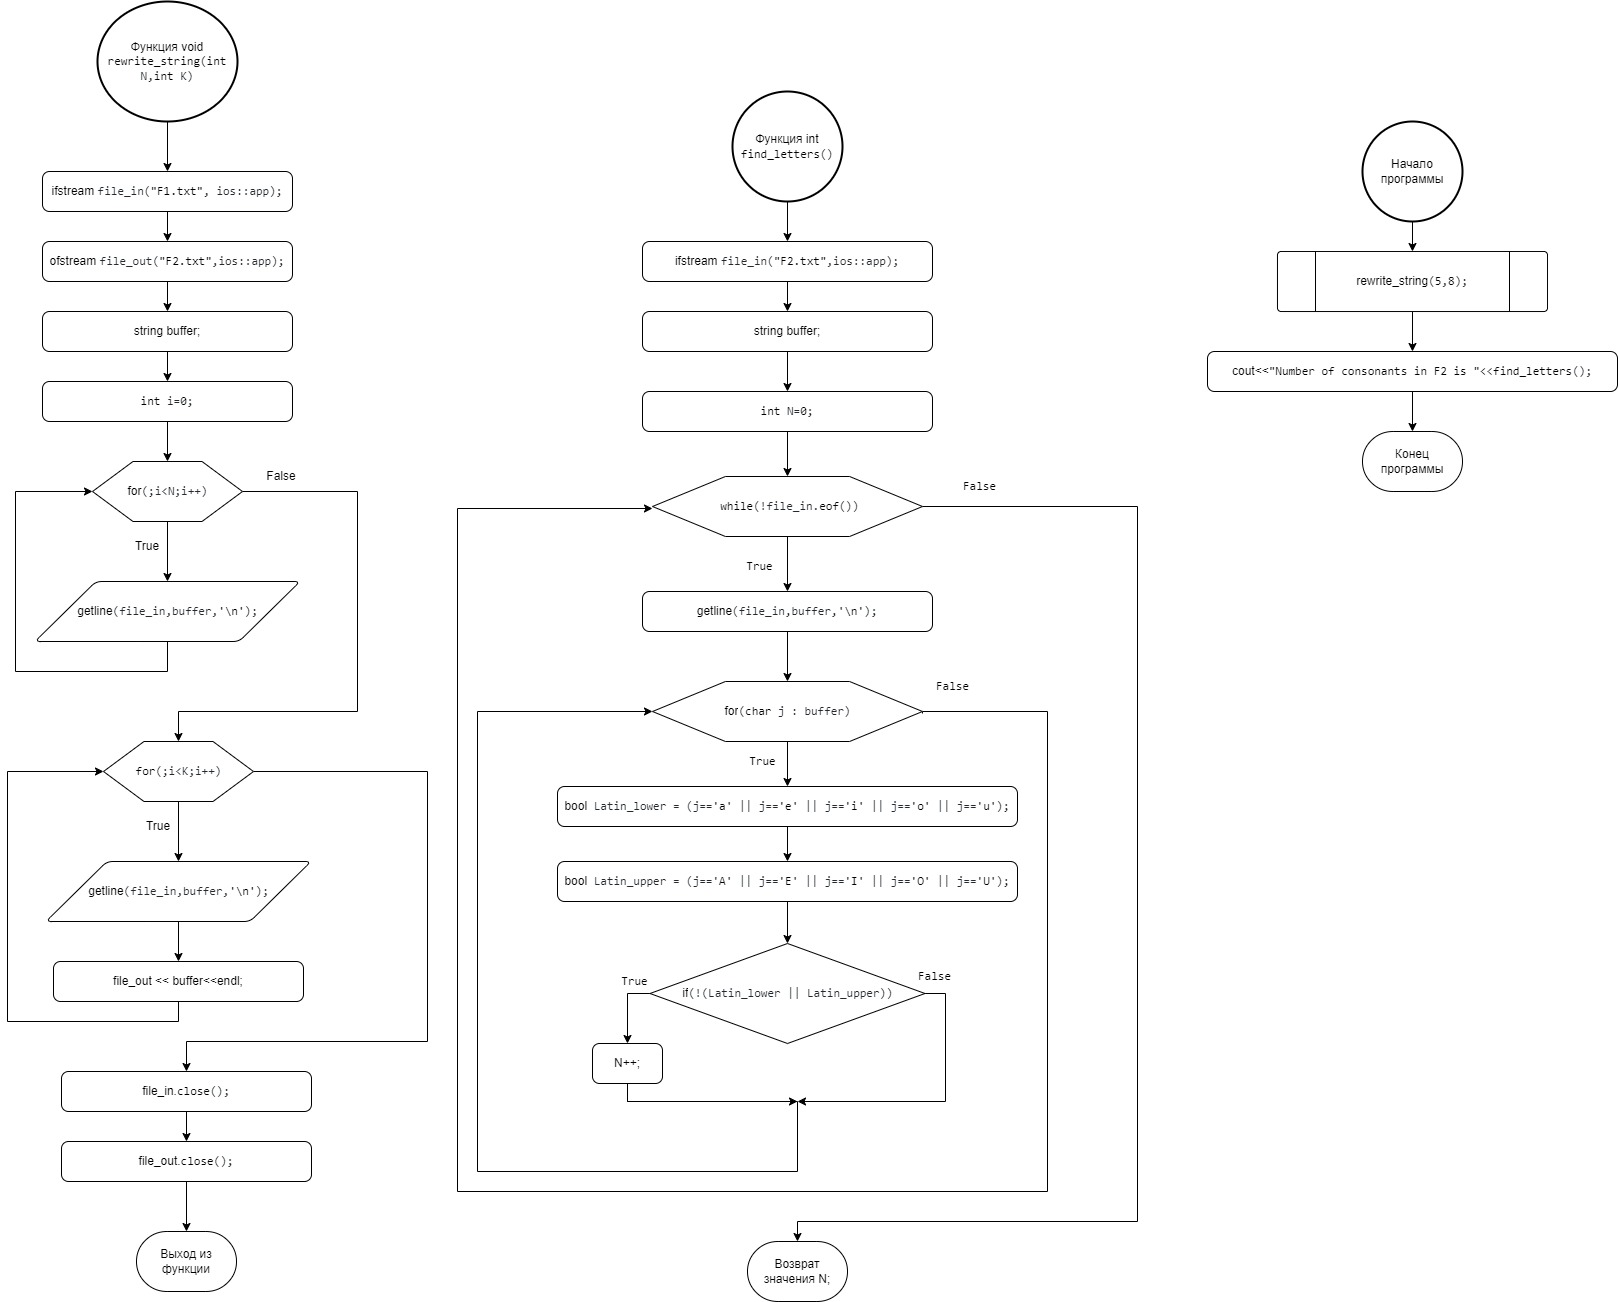 Функция void
rewrite_string(int
N,int K)
ifstream file_in("F1.txt", ios::app);
ofstream file_out("F2.txt",ios::app);
string buffer;
int i=0;
for(;i<N;i++)
False
True
getline(file_in,buffer,'\n');
for(;i<K;i++)
True
getline(file_in,buffer,'\n');
file_out << buffer<<endl;
file_in.close();
file_out.close();
Выход из
функции
Функция int
find_letters()
ifstream file_in("F2.txt",ios::app);
string buffer;
int N=0;
while(!file_in.eof())
False
True
getline(file_in,buffer,'\n');
for(char j : buffer)
False
True
bool Latin_lower = (j=='a' || j=='e' || j=='i' || j=='o' || j=='u');
bool Latin_upper = (j=='A' || j=='E' || j=='I' || j=='O' || j=='U');
if(!(Latin_lower || Latin_upper))
True
False
N++;
Возврат
значения N;
Начало
программы
rewrite_string(5,8);
cout<<"Number of consonants in F2 is "<<find_letters();
Конец
программы